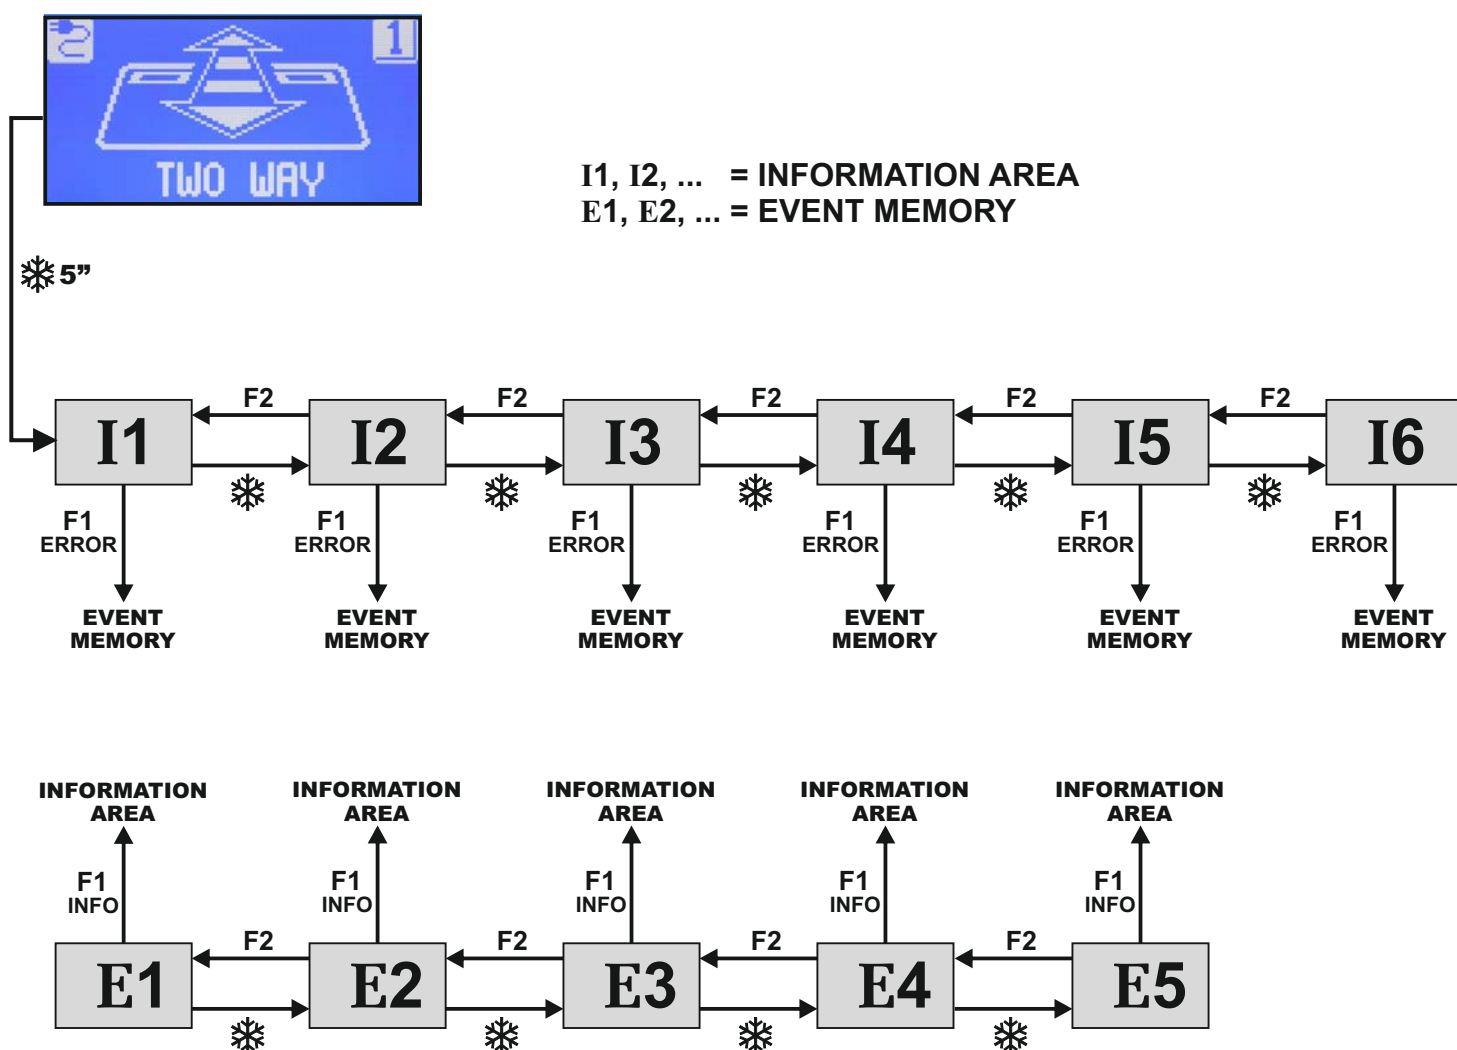 1
TWO WAY
I1, I2, ... = INFORMATION AREA
E1, E2, ... = EVENT MEMORY
5”
F2 F2 F2 F2 F2
I1 I2 I3 I4 I5 I6
F1 F1 F1 F1 F1 F1
ERROR ERROR ERROR ERROR ERROR ERROR
EVENT EVENT EVENT EVENT EVENT EVENT
MEMORY MEMORY MEMORY MEMORY MEMORY MEMORY
INFORMATION INFORMATION INFORMATION INFORMATION INFORMATION
AREA AREA AREA AREA AREA
F1 F1 F1 F1 F1
INFO INFO INFO INFO INFO
F2 F2 F2 F2
E1 E2 E3 E4 E5